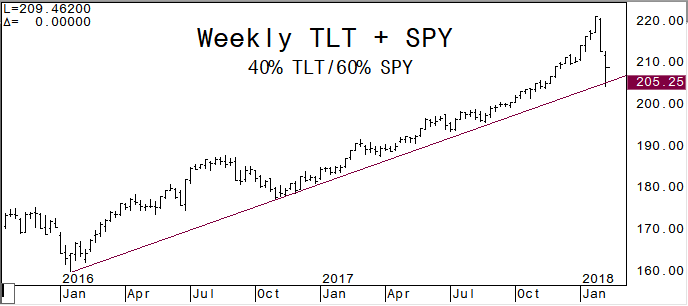 L=209.46200
Δ= 0.00000
Weekly TLT + SPY
40% TLT/60% SPY
220.00
210.00
205.25
200.00
190.00
180.00
170.00
160.00
2016 2017 2018
Jan Apr Jul Oct Jan Apr Jul Oct Jan